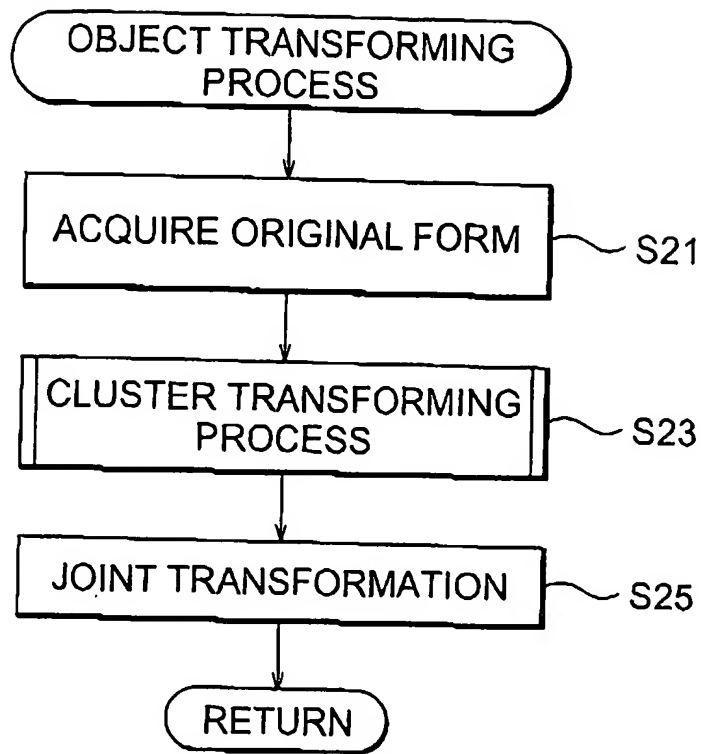 OBJECT TRANSFORMING
PROCESS
ACQUIRE ORIGINAL FORM
S21
CLUSTER TRANSFORMING
PROCESS
S23
JOINT TRANSFORMATION
S25
RETURN